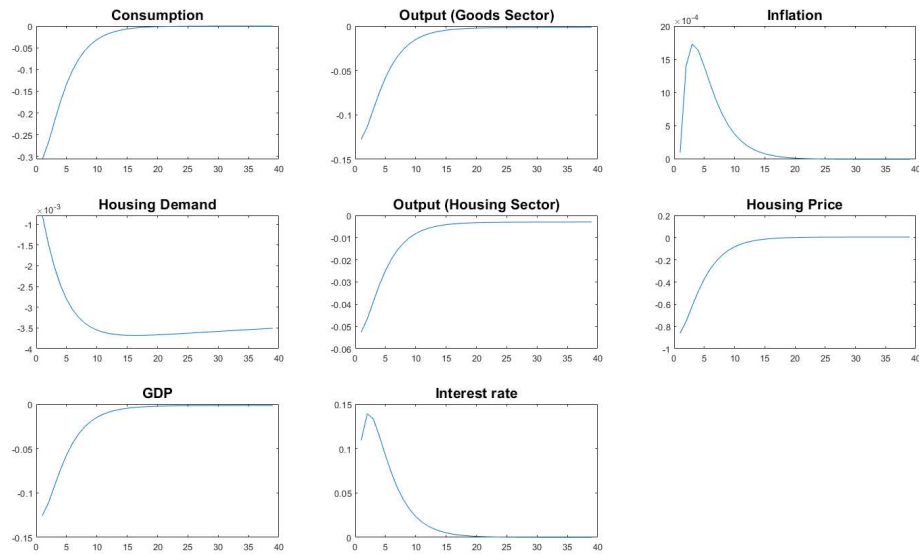 Consumption
0
-0.05
-0.1
-0.15
-0.2
-0.25
-0.3
0 5 10 15 20 25 30 35 40
Output (Goods Sector)
0
-0.05
-0.1
-0.15
0 5 10 15 20 25 30 35 40
Inflation
20 ×10^-4
15
10
5
0
0 5 10 15 20 25 30 35 40
Housing Demand
×10^-3
-1
-1.5
-2
-2.5
-3
-3.5
-4
0 5 10 15 20 25 30 35 40
Output (Housing Sector)
0
-0.01
-0.02
-0.03
-0.04
-0.05
-0.06
0 5 10 15 20 25 30 35 40
Housing Price
0.2
0
-0.2
-0.4
-0.6
-0.8
-1
0 5 10 15 20 25 30 35 40
GDP
0
-0.05
-0.1
-0.15
0 5 10 15 20 25 30 35 40
Interest rate
0.15
0.1
0.05
0
0 5 10 15 20 25 30 35 40